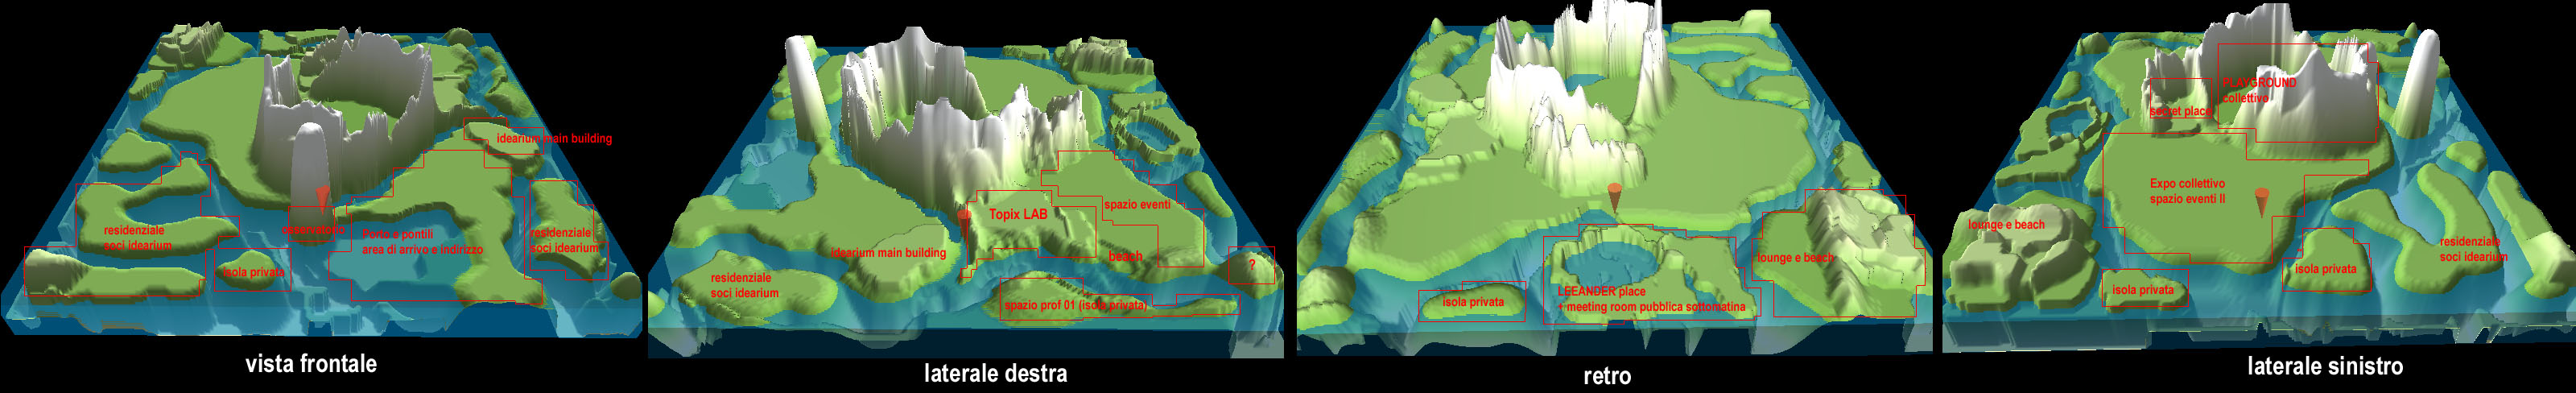 idearium main building
residenziale
soci idearium
osservatorio
Porto e pontili
area di arrivo e indirizzo
residenziale
soci idearium
isola privata
vista frontale
Topix LAB
spazio eventi
idearium main building
beach
?
residenziale
soci idearium
spazio prof 01 (isola privata)
laterale destra
lounge e beach
LEEANDER place
+ meeting room pubblica sottomatina
isola privata
retro
PLAYGROUND
collettivo
secret place
Expo collettivo
spazio eventi II
lounge e beach
residenziale
soci idearium
isola privata
isola privata
laterale sinistro